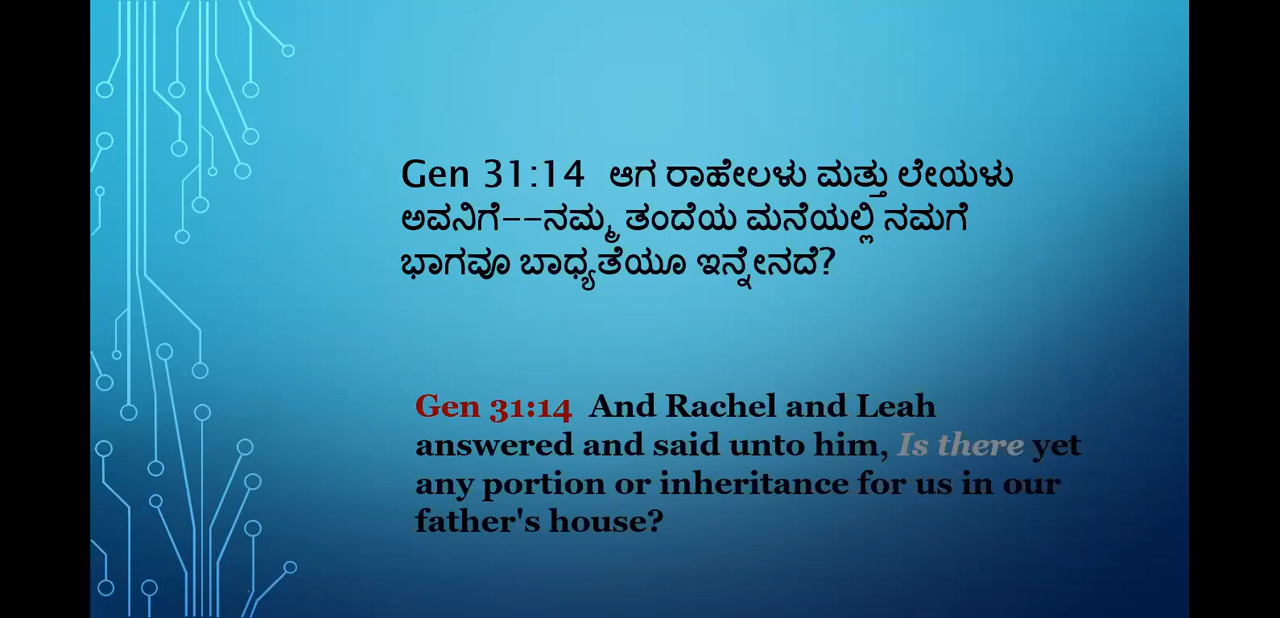 Gen 31:14 ಆಗ ರಾಹೇಲಳು ಮತ್ತು ಲೇಯಳು
ಅವನಿಗೆ--ನಮ್ಮ ತಂದೆಯ ಮನೆಯಲ್ಲಿ ನಮಗೆ
ಭಾಗವೂ ಬಾಧ್ಯತೆಯೂ ಇನ್ನೇನದೆ?
Gen 31:14 And Rachel and Leah
answered and said unto him, Is there yet
any portion or inheritance for us in our
father's house?